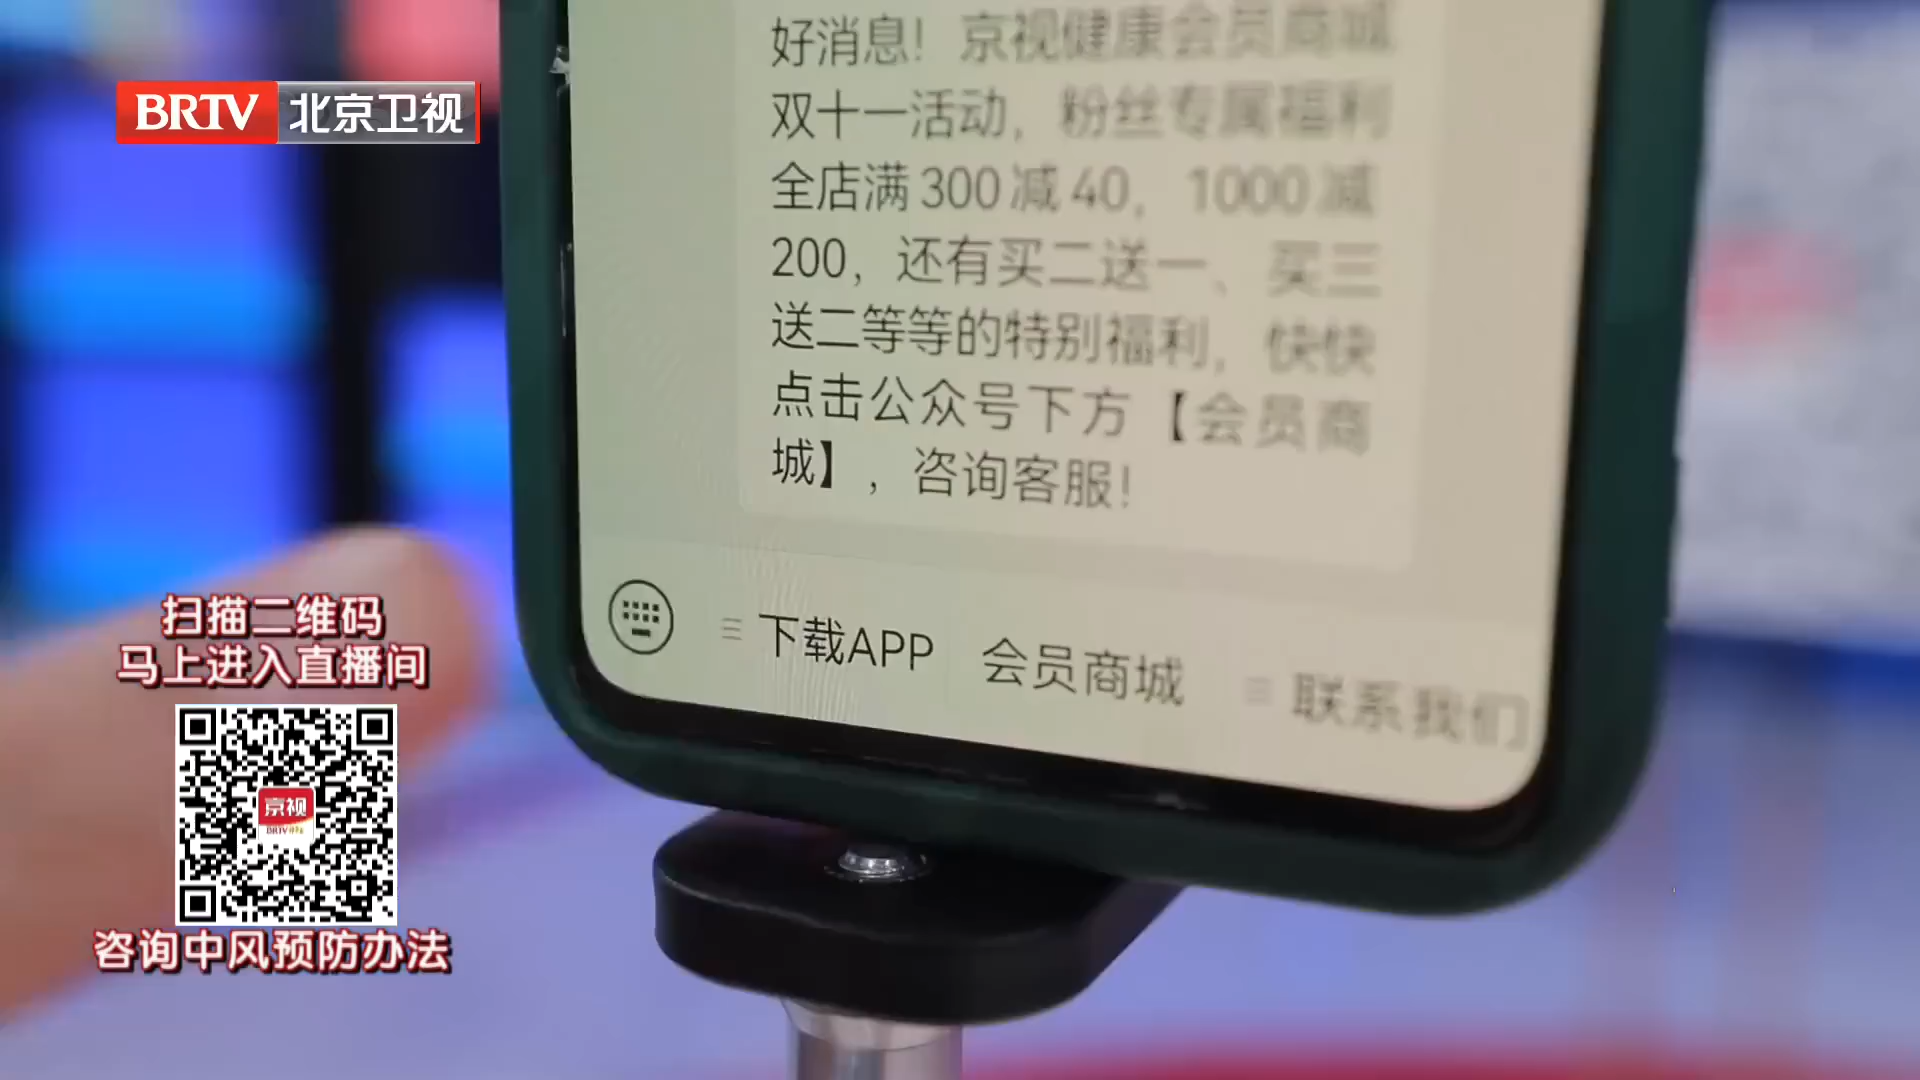 BRTV 北京卫视
好消息！京视健康会员商城
双十一活动，粉丝专属福利
全店满300减40，1000减
200，还有买二送一、买三
送二等等的特别福利，快快
点击公众号下方【会员商
城】，咨询客服！
下载APP 会员商城 联系我们
扫描二维码
马上进入直播间
京视
咨询中风预防办法